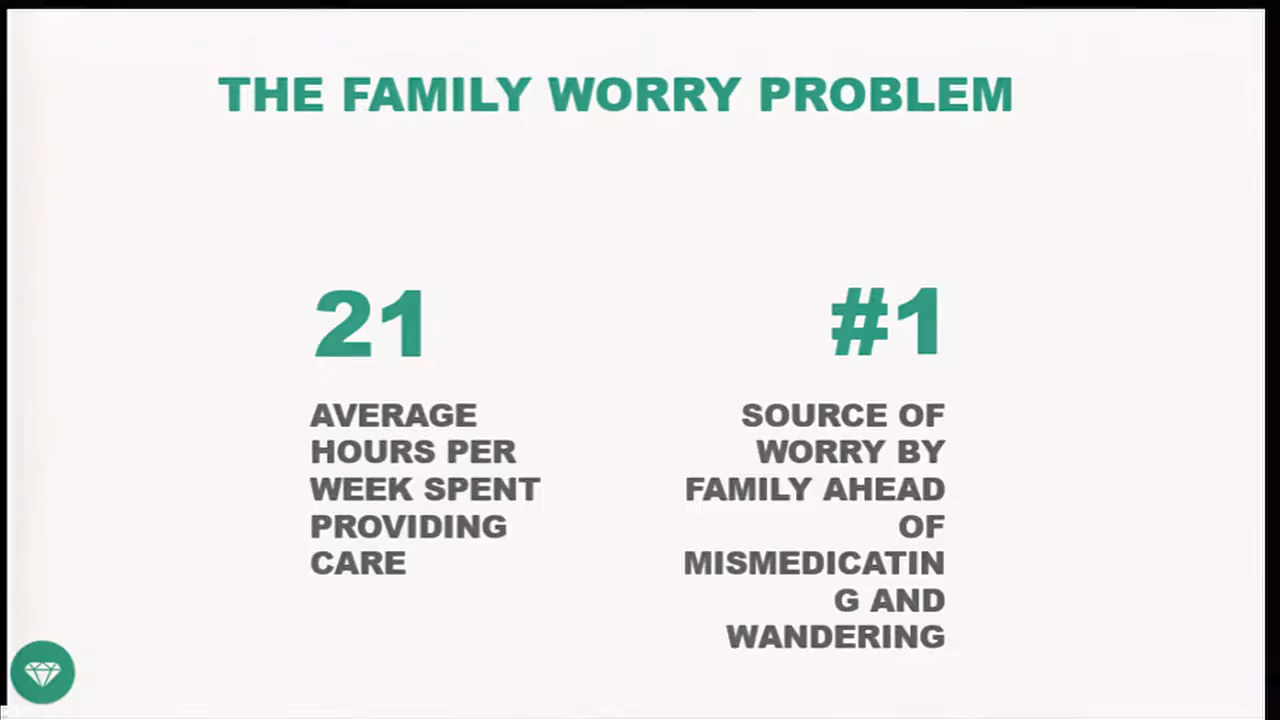 THE FAMILY WORRY PROBLEM
21
AVERAGE
HOURS PER
WEEK SPENT
PROVIDING
CARE
#1
SOURCE OF
WORRY BY
FAMILY AHEAD
OF
MISMEDICATIN
G AND
WANDERING